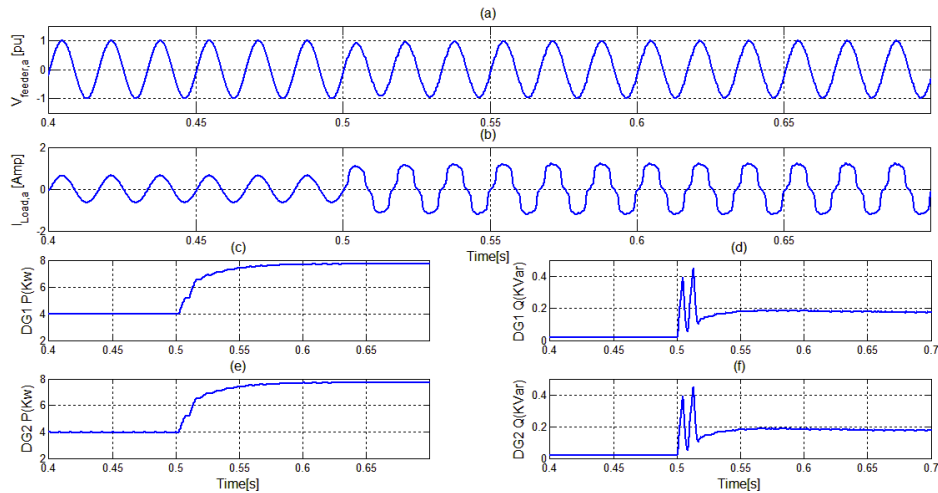 (a)
V_feeder,a [pu]
1
0
-1
0.4 0.45 0.5 0.55 0.6 0.65
(b)
I_Load,a [Amp]
2
0
-2
0.4 0.45 0.5 0.55 0.6 0.65
Time[s]
(c)
DG1 P(Kw)
8
6
4
2
0.4 0.45 0.5 0.55 0.6 0.65
(d)
DG1 Q(KVar)
0.4
0.2
0
0.4 0.45 0.5 0.55 0.6 0.65 0.7
(e)
DG2 P(Kw)
8
6
4
2
0.4 0.45 0.5 0.55 0.6 0.65
Time[s]
(f)
DG2 Q(KVar)
0.4
0.2
0
0.4 0.45 0.5 0.55 0.6 0.65 0.7
Time[s]